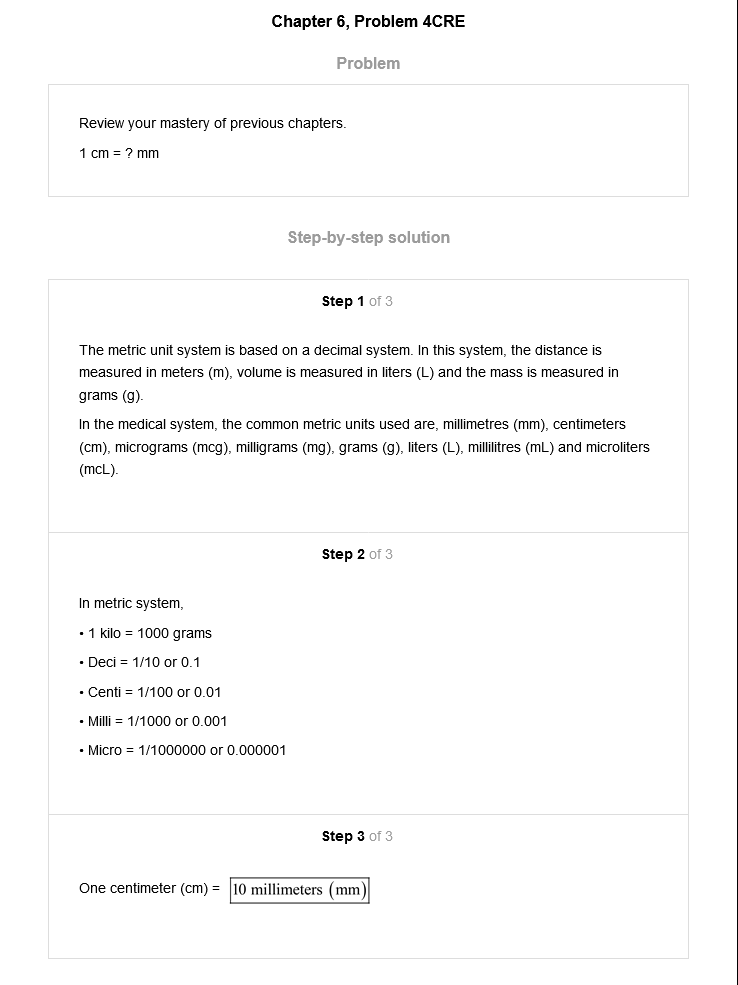 Chapter 6, Problem 4CRE
Problem
Review your mastery of previous chapters.
1 cm = ? mm
Step-by-step solution
Step 1 of 3
The metric unit system is based on a decimal system. In this system, the distance is
measured in meters (m), volume is measured in liters (L) and the mass is measured in
grams (g).
In the medical system, the common metric units used are, millimetres (mm), centimeters
(cm), micrograms (mcg), milligrams (mg), grams (g), liters (L), millilitres (mL) and microliters
(mcL).
Step 2 of 3
In metric system,
• 1 kilo = 1000 grams
• Deci = 1/10 or 0.1
• Centi = 1/100 or 0.01
• Milli = 1/1000 or 0.001
• Micro = 1/1000000 or 0.000001
Step 3 of 3
One centimeter (cm) = 10 millimeters (mm)